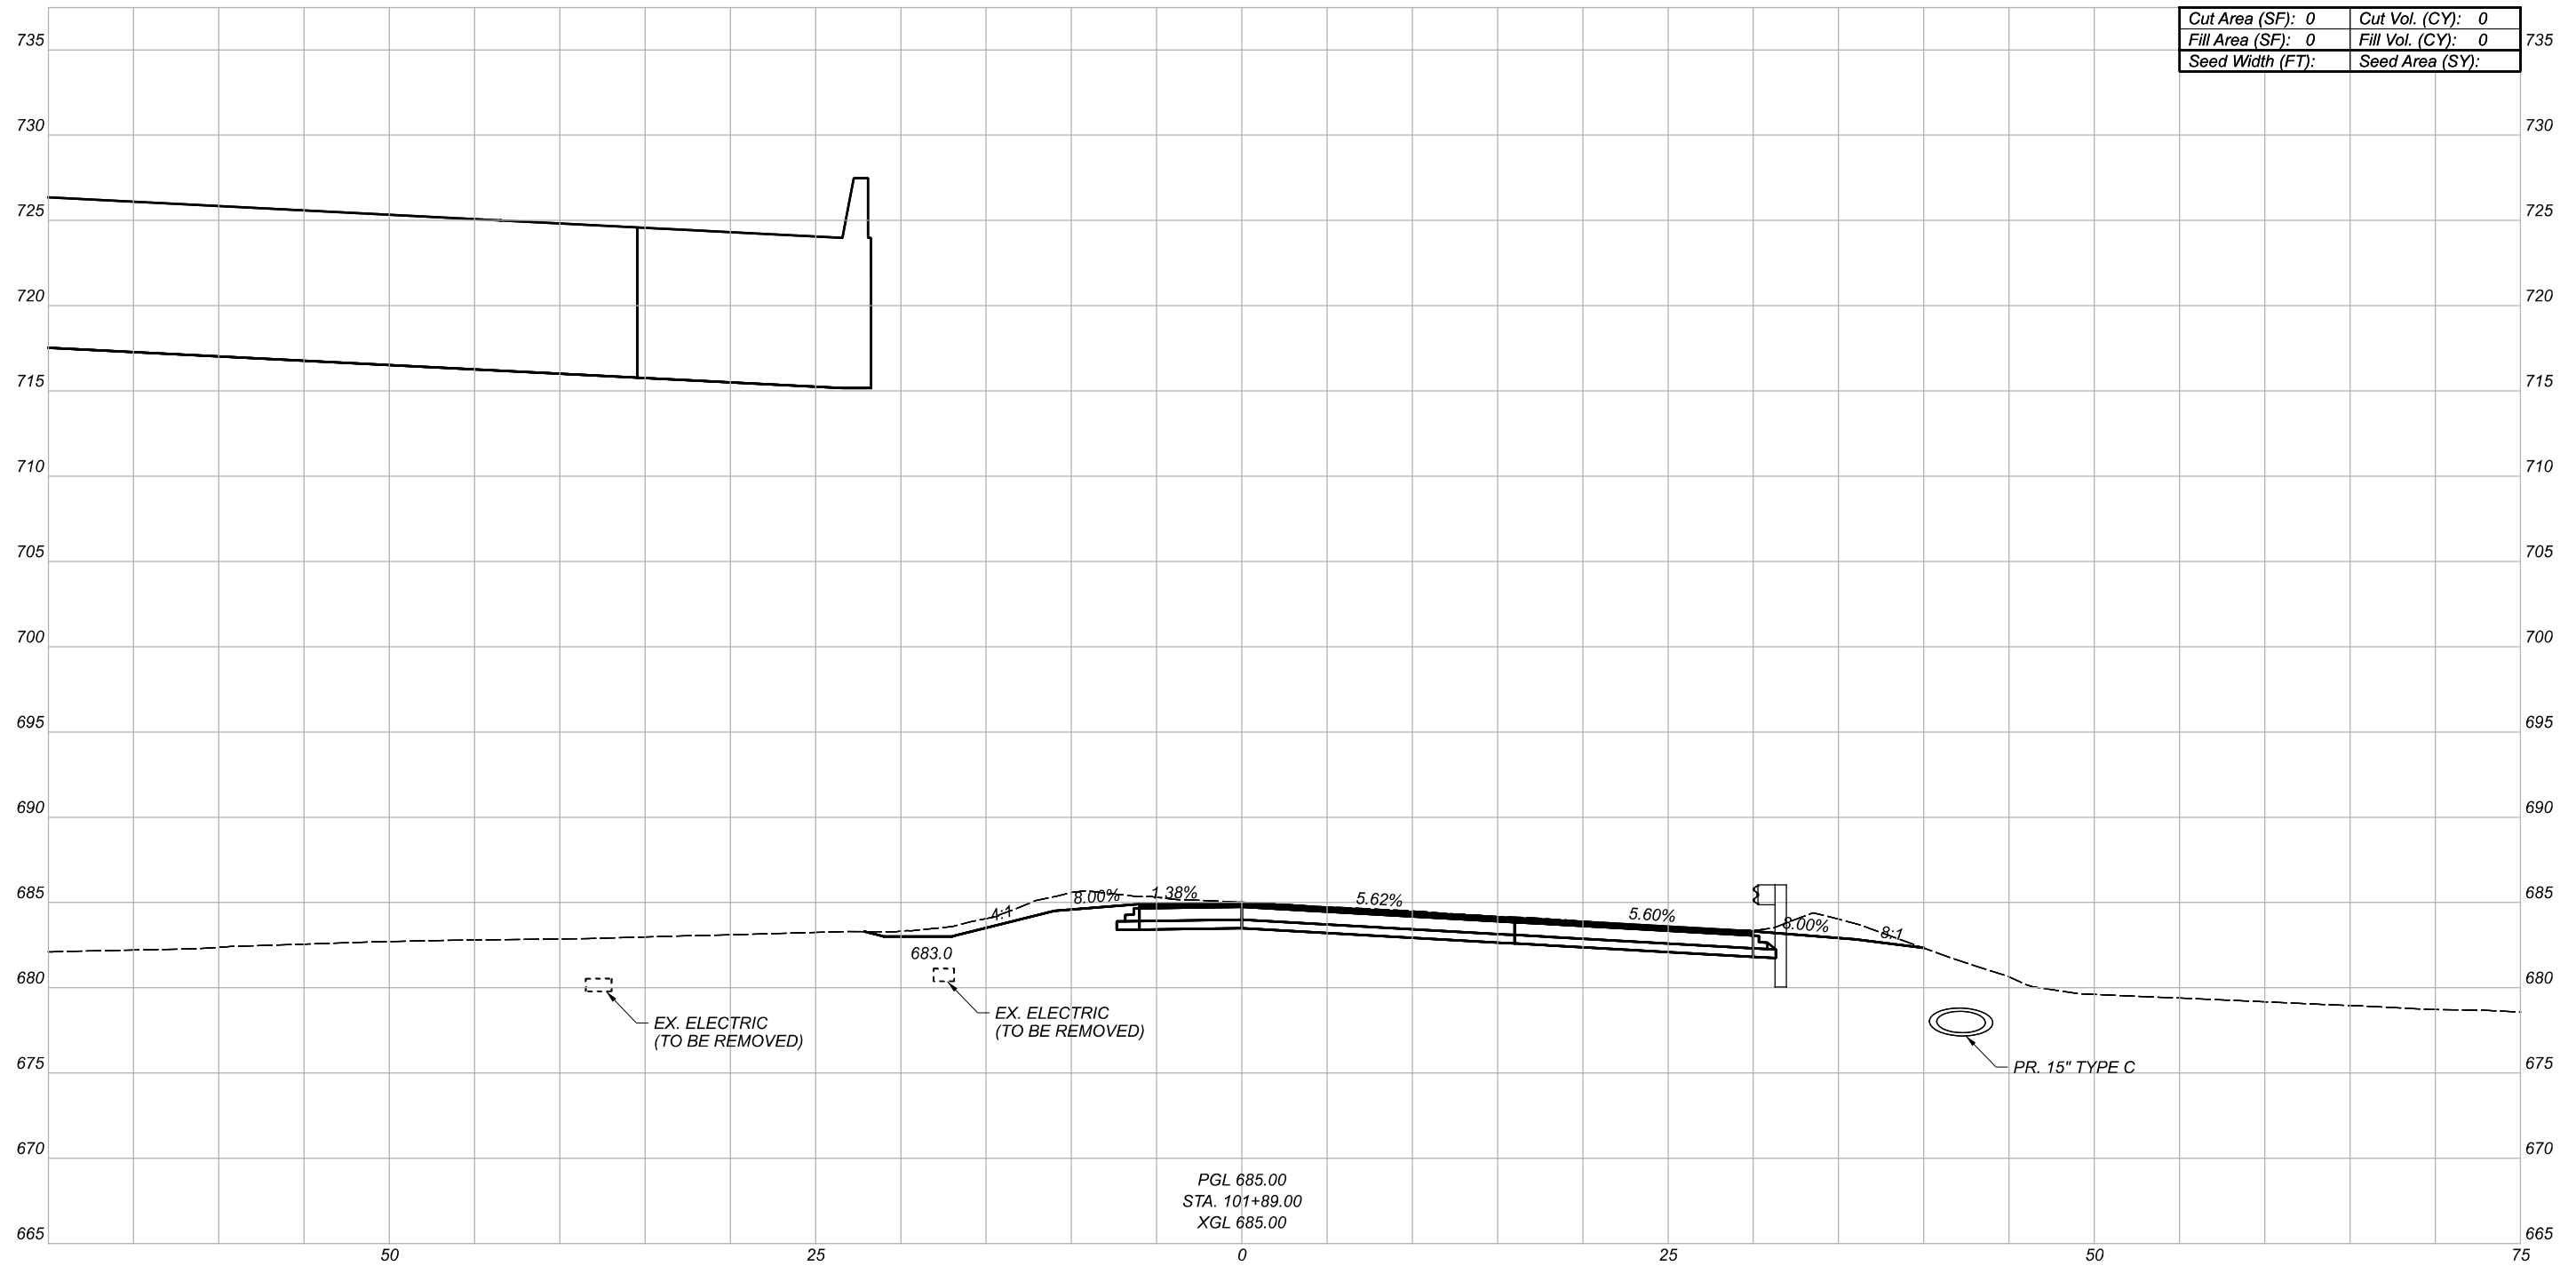 Cut Area (SF): 0 Cut Vol. (CY): 0
735 Fill Area (SF): 0 Fill Vol. (CY): 0 735
Seed Width (FT): Seed Area (SY):
730 730
725 725
720 720
715 715
710 710
705 705
700 700
695 695
690 690
685 4:1 8.00% 1.38% 5.62% 5.60% 8.00% 8:1 685
683.0
680 680
EX. ELECTRIC
(TO BE REMOVED)
EX. ELECTRIC
(TO BE REMOVED)
675 PR. 15" TYPE C 675
670 670
PGL 685.00
STA. 101+89.00
XGL 685.00
665 665
50 25 0 25 50 75